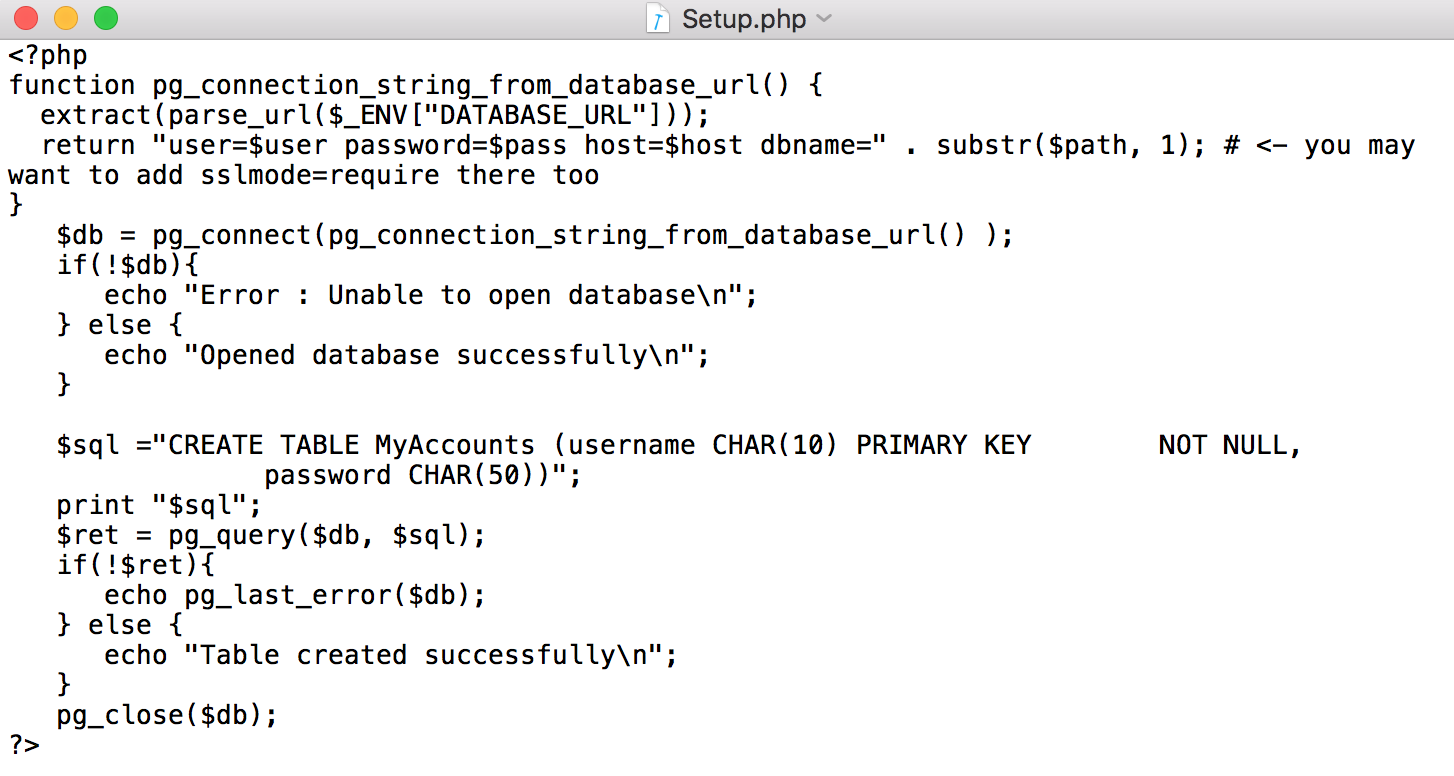 Setup.php
<?php
function pg_connection_string_from_database_url() {
  extract(parse_url($_ENV["DATABASE_URL"]));
  return "user=$user password=$pass host=$host dbname=" . substr($path, 1); # <- you may
want to add sslmode=require there too
}
   $db = pg_connect(pg_connection_string_from_database_url() );
   if(!$db){
      echo "Error : Unable to open database\n";
   } else {
      echo "Opened database successfully\n";
   }

   $sql ="CREATE TABLE MyAccounts (username CHAR(10) PRIMARY KEY        NOT NULL,
                password CHAR(50))";
   print "$sql";
   $ret = pg_query($db, $sql);
   if(!$ret){
      echo pg_last_error($db);
   } else {
      echo "Table created successfully\n";
   }
   pg_close($db);
?>